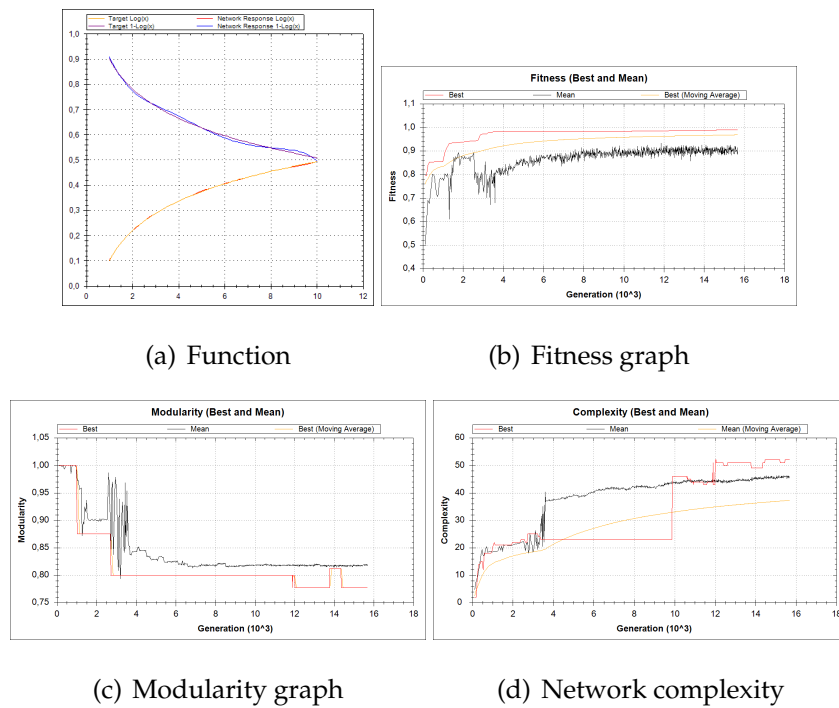 Target Log(x) Network Response Log(x)
Target 1-Log(x) Network Response 1-Log(x)
1,0
0,9
0,8
0,7
0,6
0,5
0,4
0,3
0,2
0,1
0,0
0 2 4 6 8 10 12
(a) Function
Fitness (Best and Mean)
Best Mean Best (Moving Average)
1,1
1,0
0,9
0,8
0,7
0,6
0,5
0,4
Fitness
0 2 4 6 8 10 12 14 16 18
Generation (10^3)
(b) Fitness graph
Modularity (Best and Mean)
Best Mean Best (Moving Average)
1,05
1,00
0,95
0,90
0,85
0,80
0,75
Modularity
0 2 4 6 8 10 12 14 16 18
Generation (10^3)
(c) Modularity graph
Complexity (Best and Mean)
Best Mean Mean (Moving Average)
60
50
40
30
20
10
0
Complexity
0 2 4 6 8 10 12 14 16 18
Generation (10^3)
(d) Network complexity